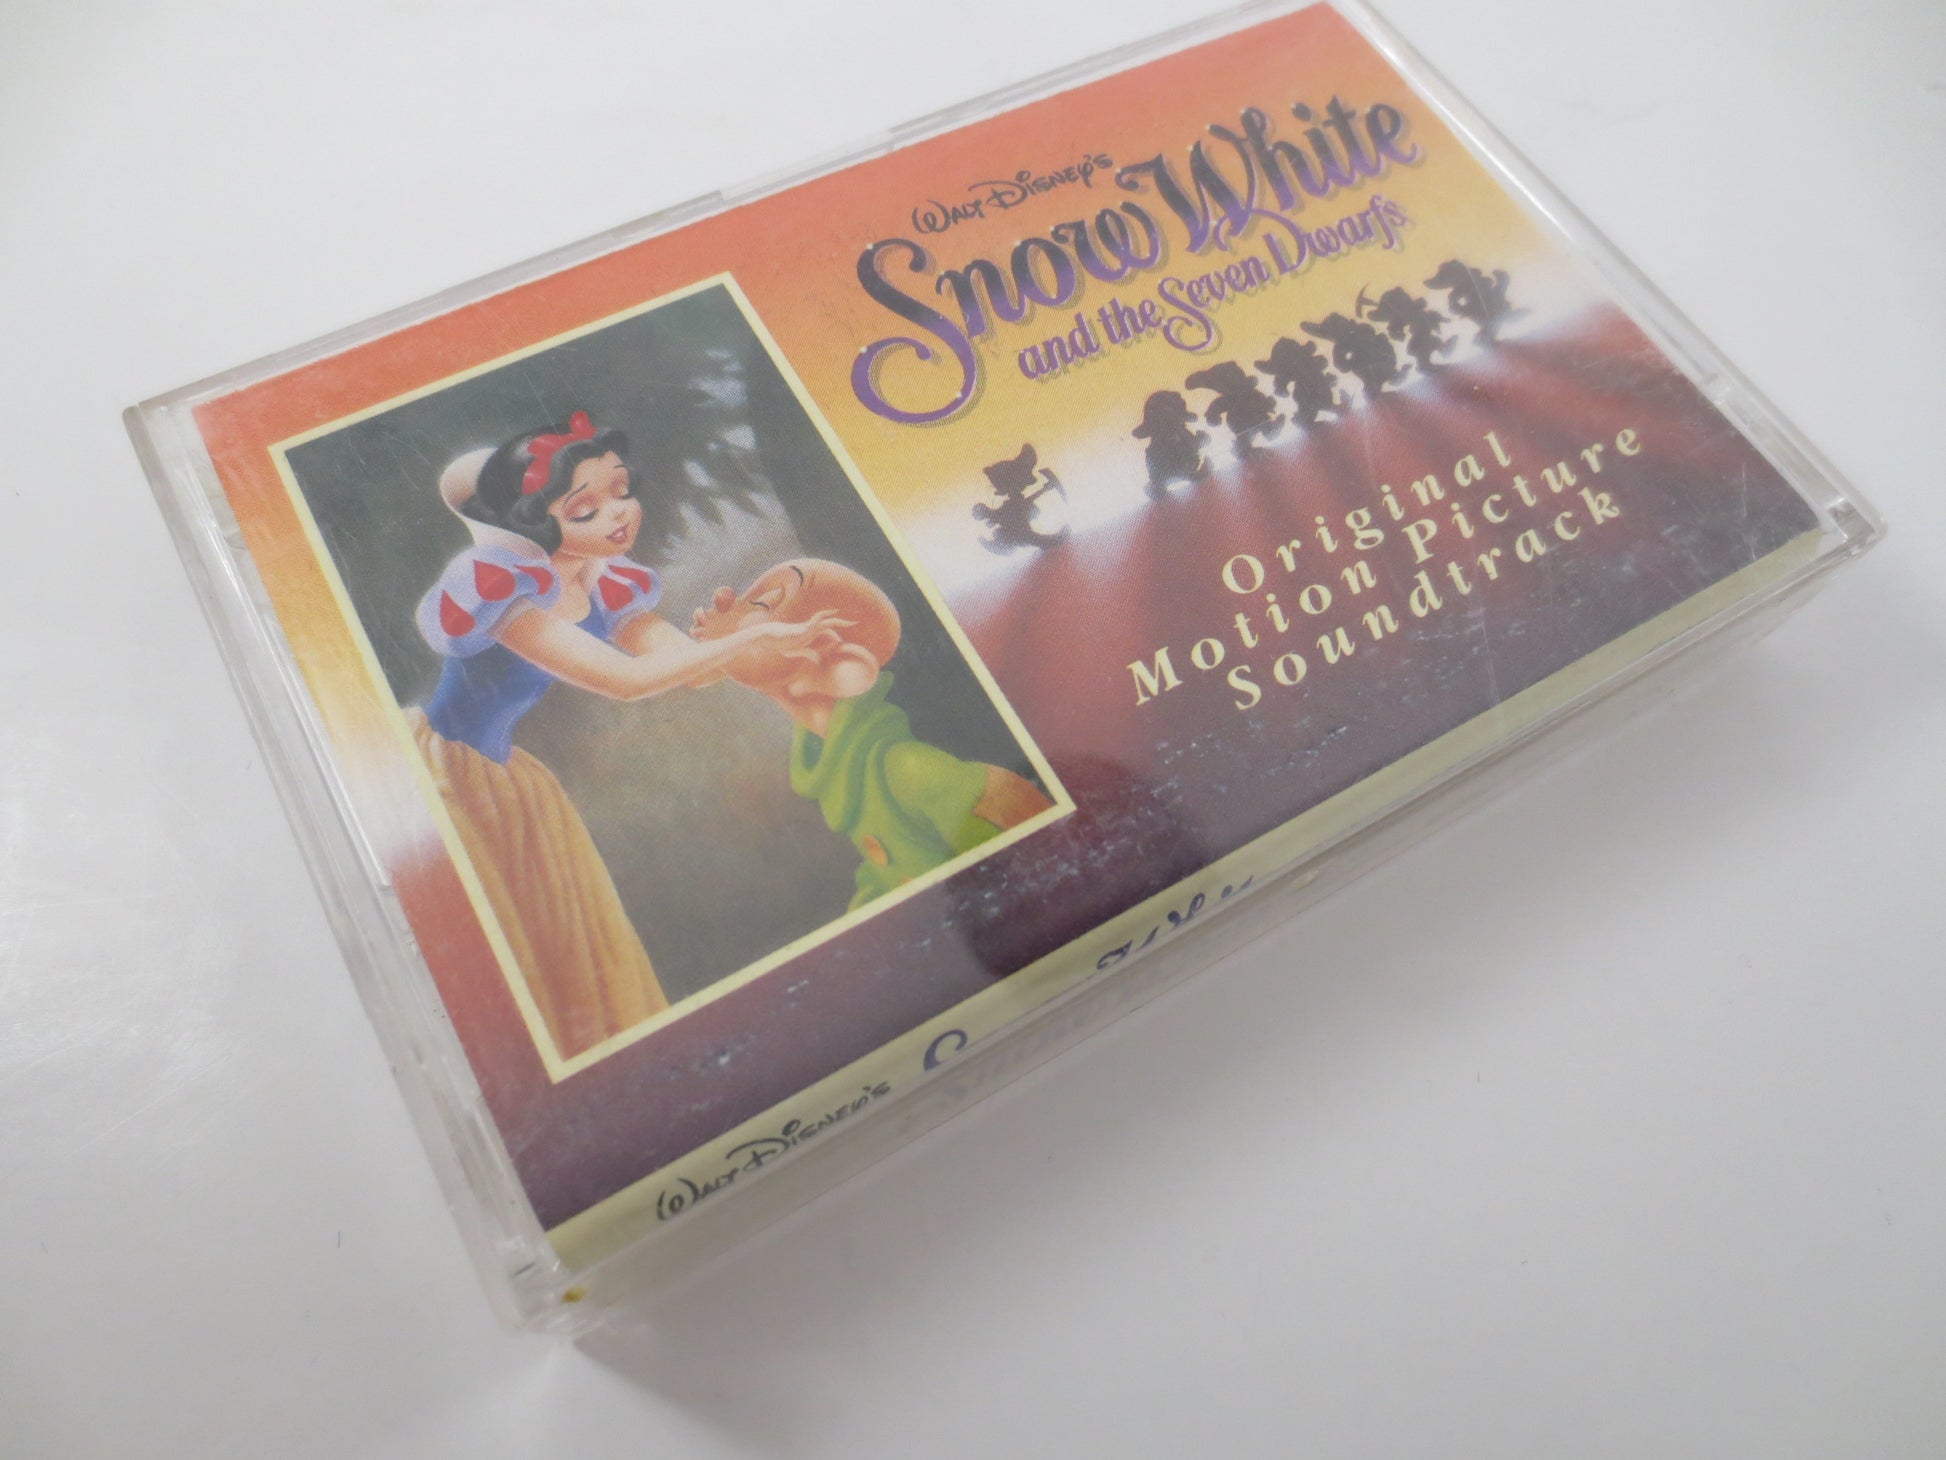 Walt Disney's
Snow White
and the Seven Dwarfs
Original
Motion Picture
Soundtrack
Walt Disney's